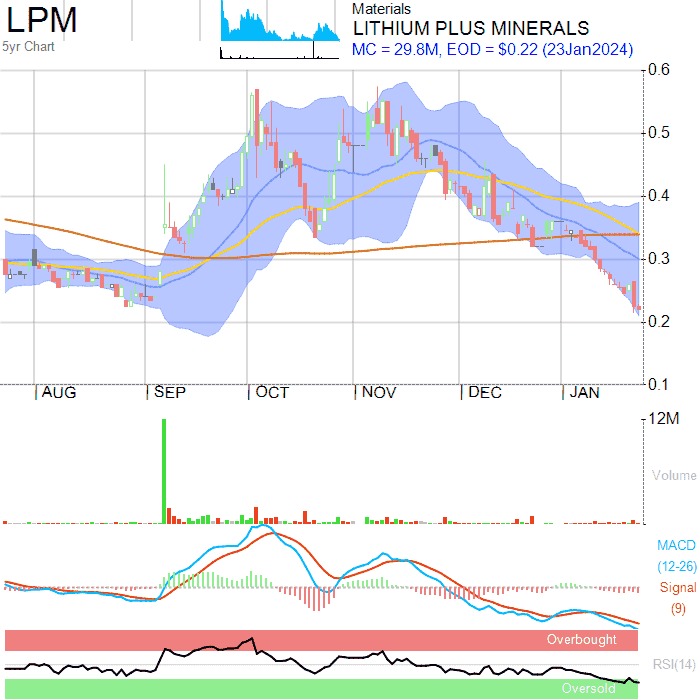 LPM
5yr Chart
Materials
LITHIUM PLUS MINERALS
MC = 29.8M, EOD = $0.22 (23Jan2024)
0.6
0.5
0.4
0.3
0.2
0.1
AUG SEP OCT NOV DEC JAN
12M
Volume
MACD
(12-26)
Signal
(9)
Overbought
RSI(14)
Oversold